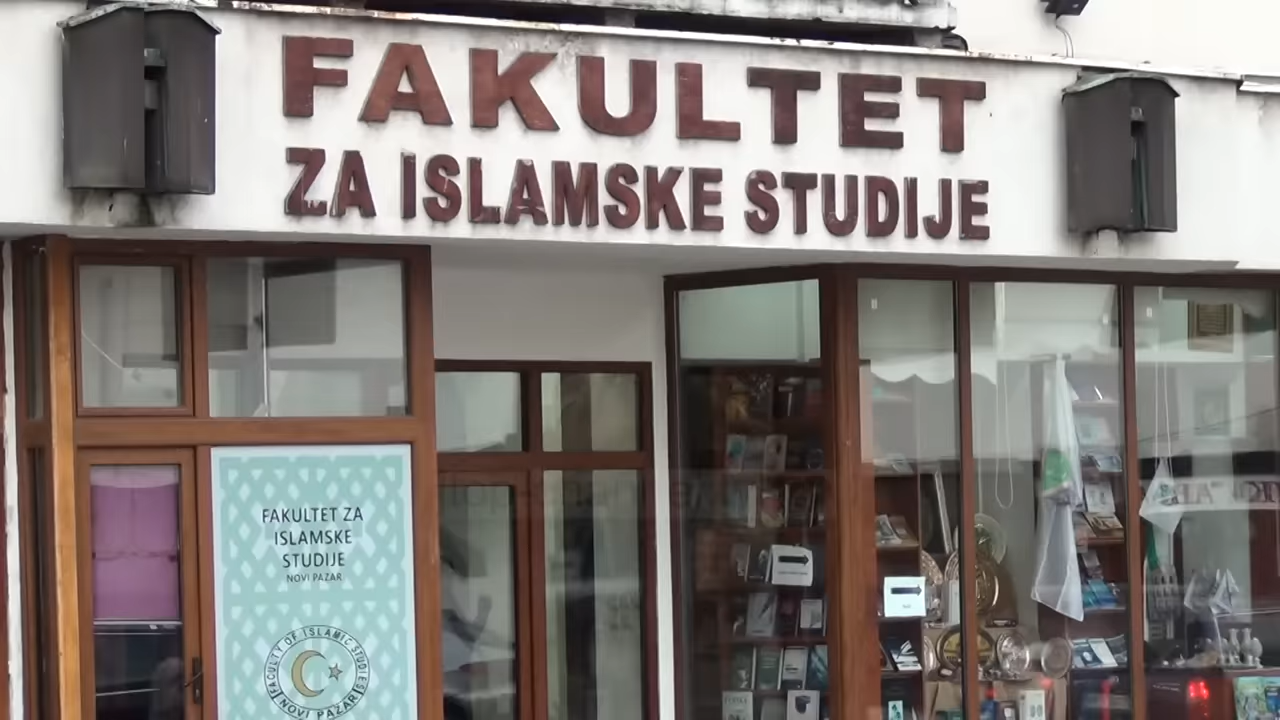 FAKULTET
ZA ISLAMSKE STUDIJE
FAKULTET ZA
ISLAMSKE
STUDIJE
NOVI PAZAR
FACULTY OF ISLAMIC STUDIES
NOVI PAZAR